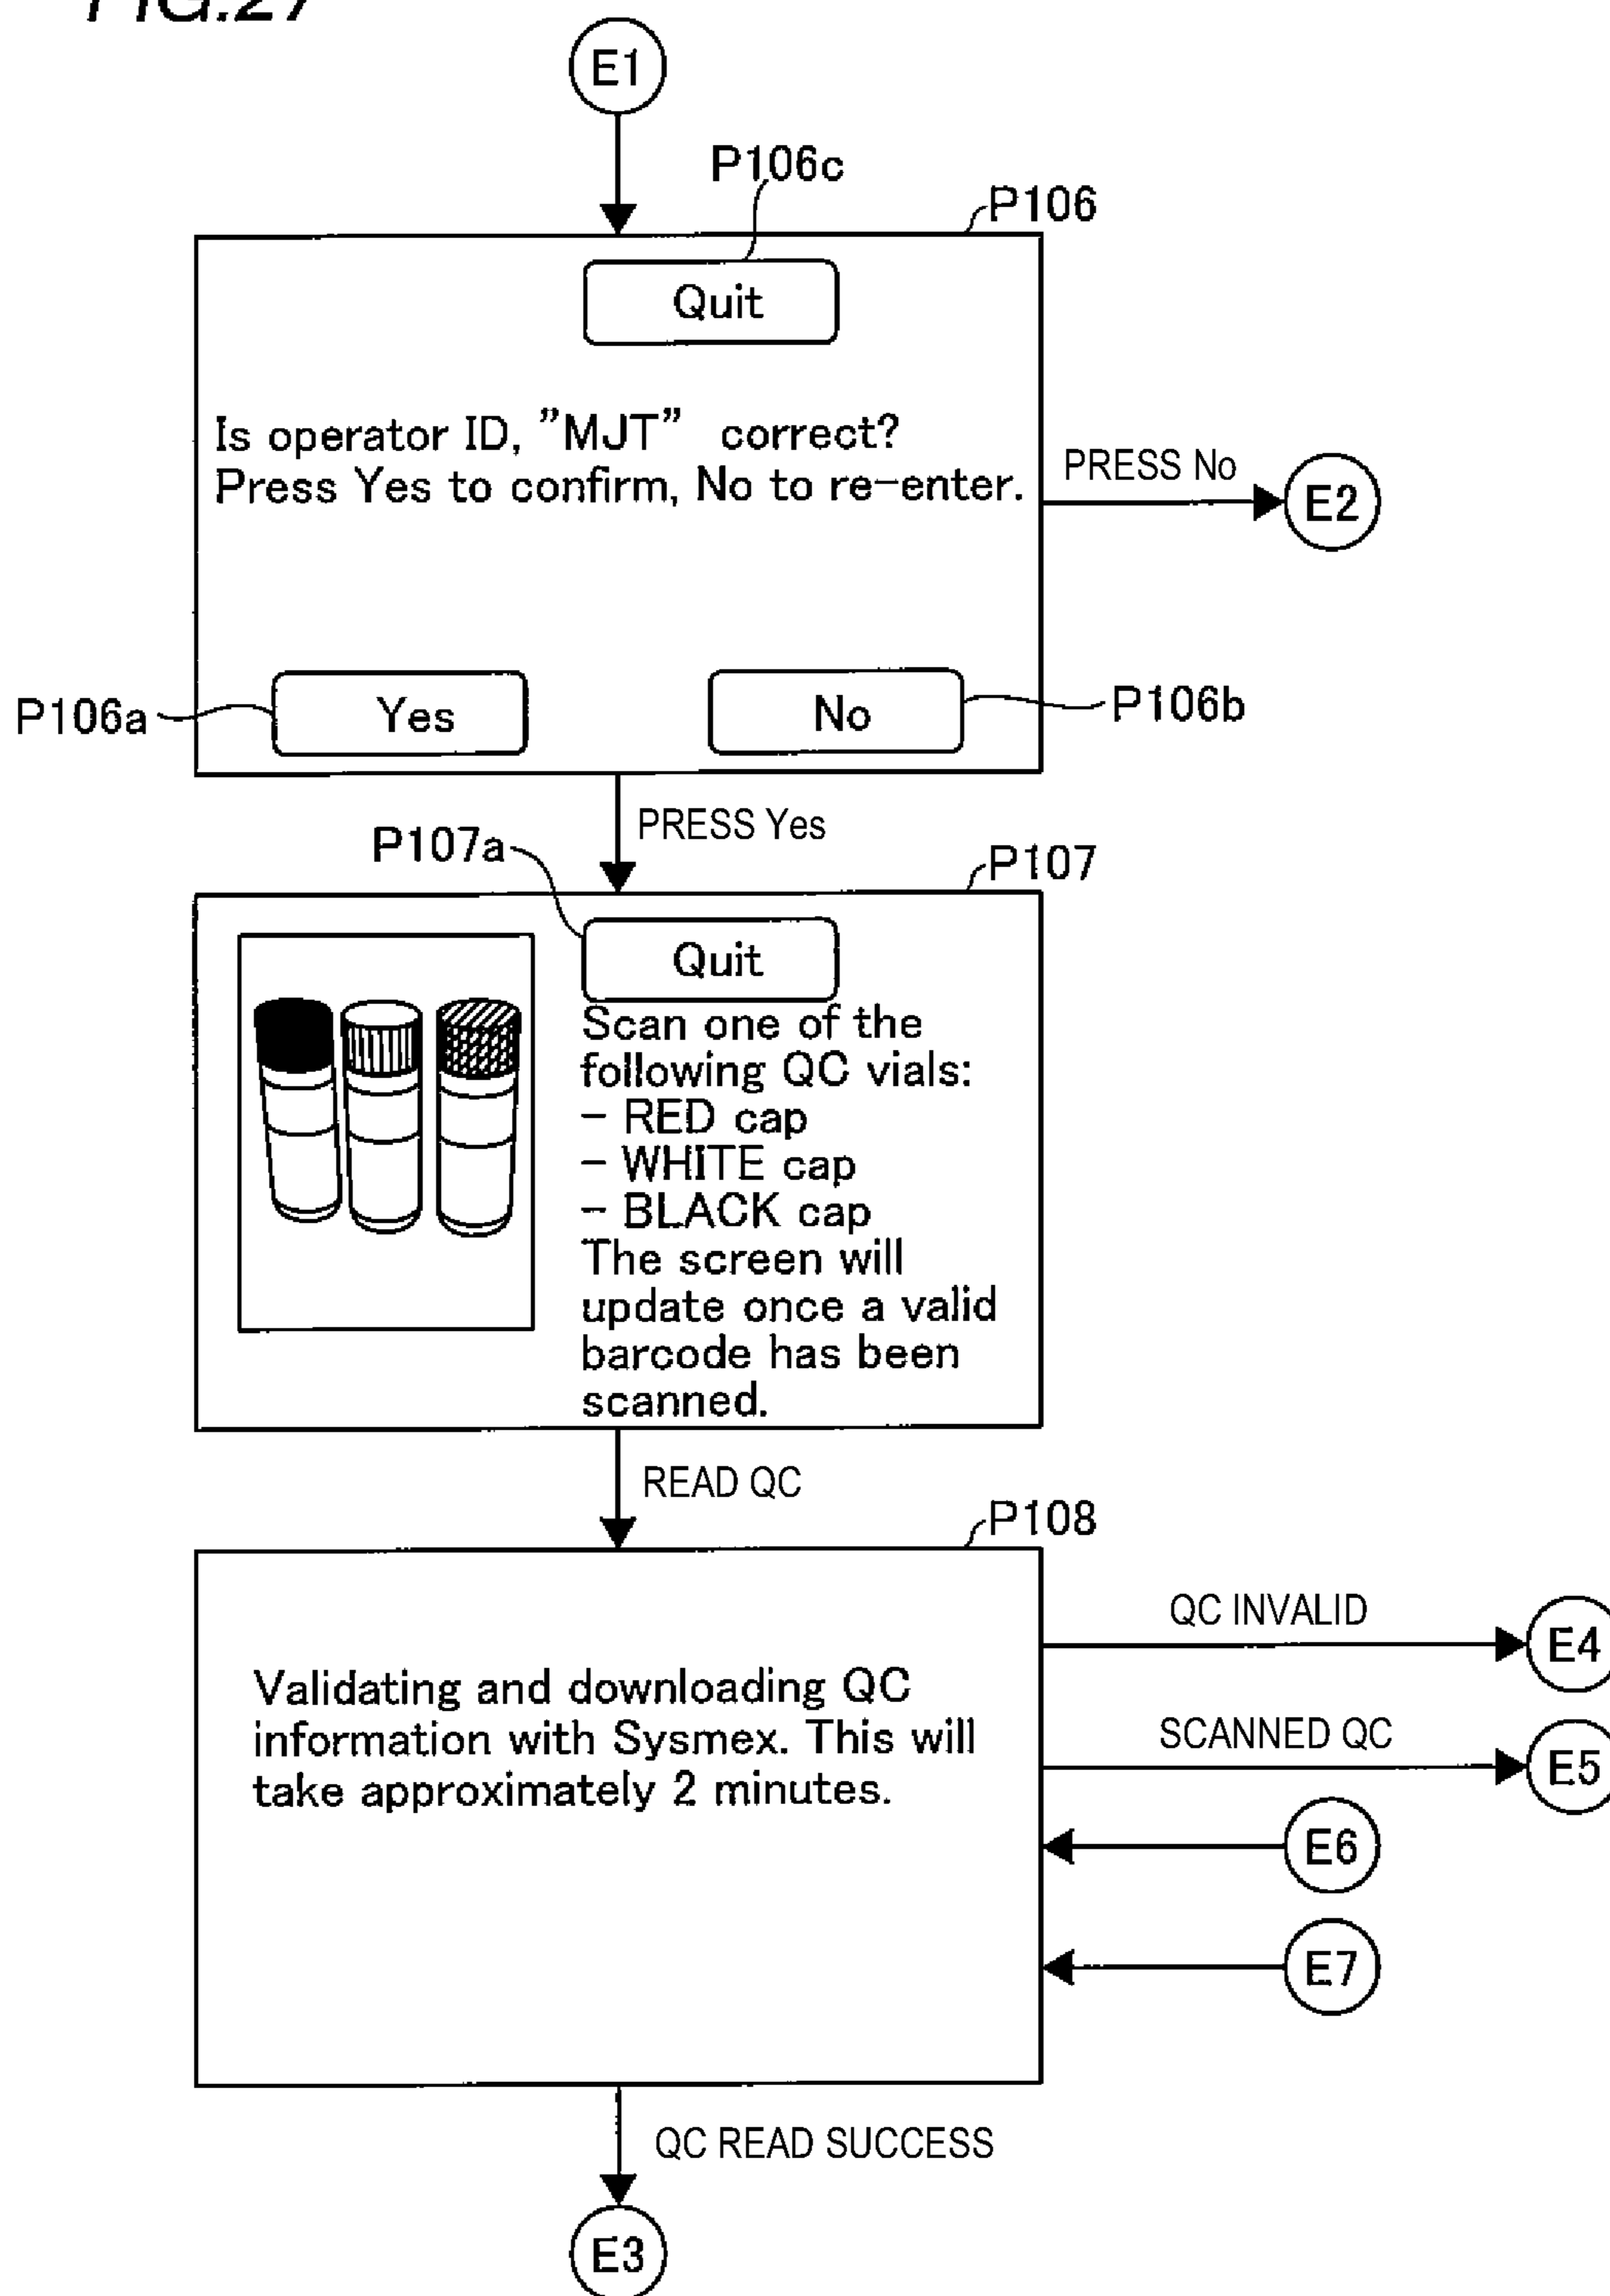 FIG.27
E1
P106c
P106
Quit
Is operator ID, ”MJT” correct?
Press Yes to confirm, No to re-enter.
PRESS No
E2
P106a
Yes
No
P106b
PRESS Yes
P107a
P107
Quit
Scan one of the
following QC vials:
- RED cap
- WHITE cap
- BLACK cap
The screen will
update once a valid
barcode has been
scanned.
READ QC
P108
QC INVALID
E4
Validating and downloading QC
information with Sysmex. This will
take approximately 2 minutes.
SCANNED QC
E5
E6
E7
QC READ SUCCESS
E3